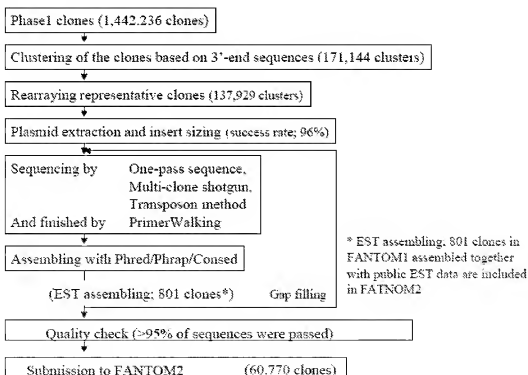 Phase1 clones (1,442.236 clones)
Clustering of the clones based on 3'-end sequences (171,144 clusters)
Rearraying representative clones (137,929 clusters)
Plasmid extraction and insert sizing (success rate; 96%)
Sequencing by One-pass sequence,
Multi-clone shotgun,
Transposon method
And finished by PrimerWalking
Assembling with Phred/Phrap/Consed
(EST assembling; 801 clones*) Gap filling
* EST assembling, 801 clones in
FANTOM1 assembled together
with public EST data are included
in FATNOM2
Quality check (>95% of sequences were passed)
Submission to FANTOM2 (60,770 clones)